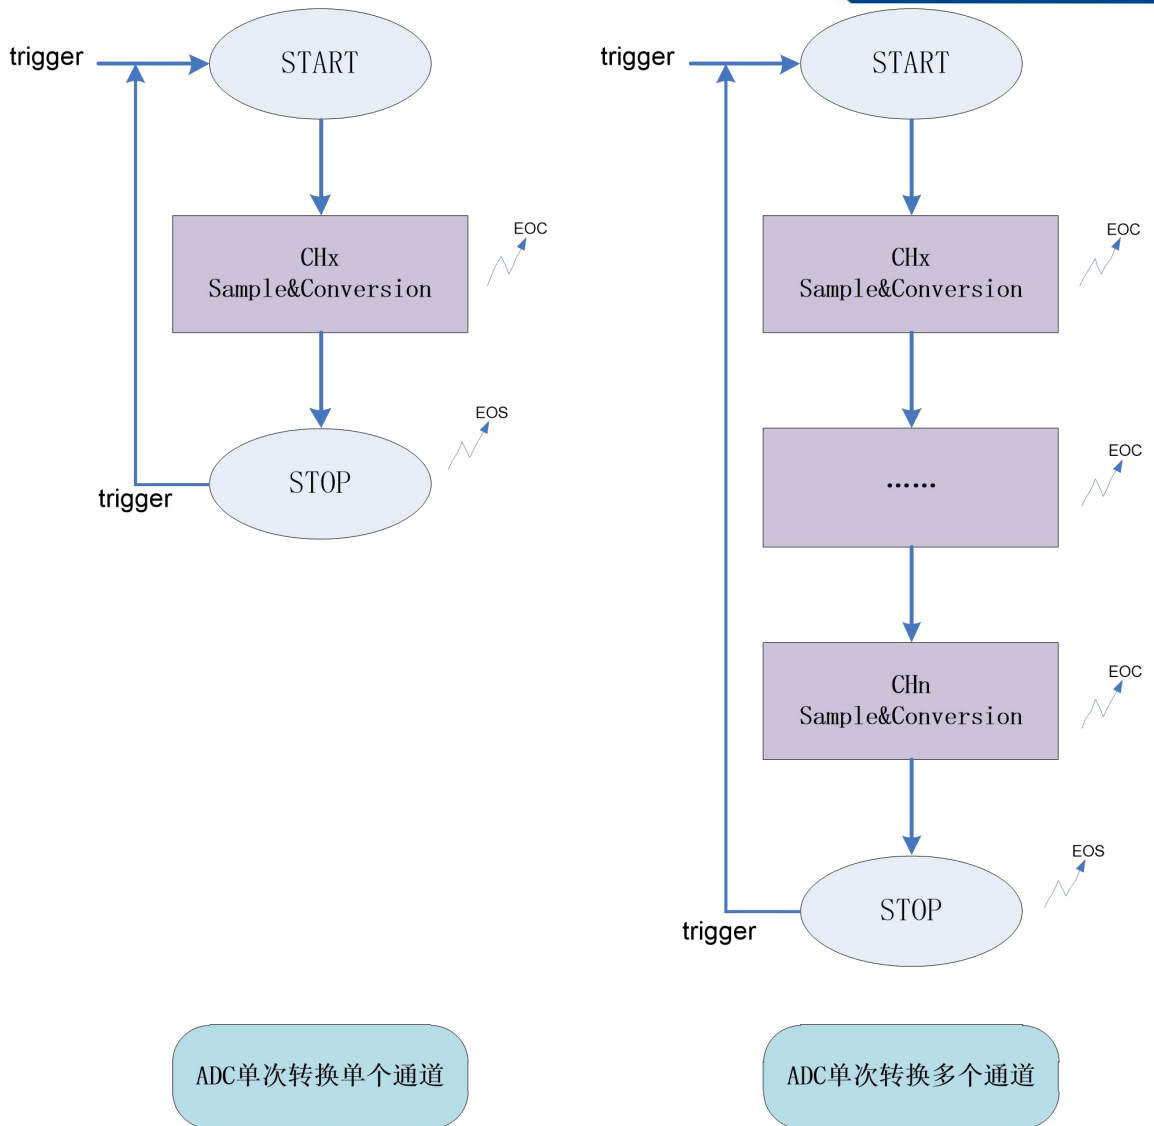 trigger
START
CHx
Sample&Conversion
EOC
EOS
STOP
trigger
ADC单次转换单个通道
trigger
START
CHx
Sample&Conversion
EOC
······
EOC
CHn
Sample&Conversion
EOC
EOS
STOP
trigger
ADC单次转换多个通道